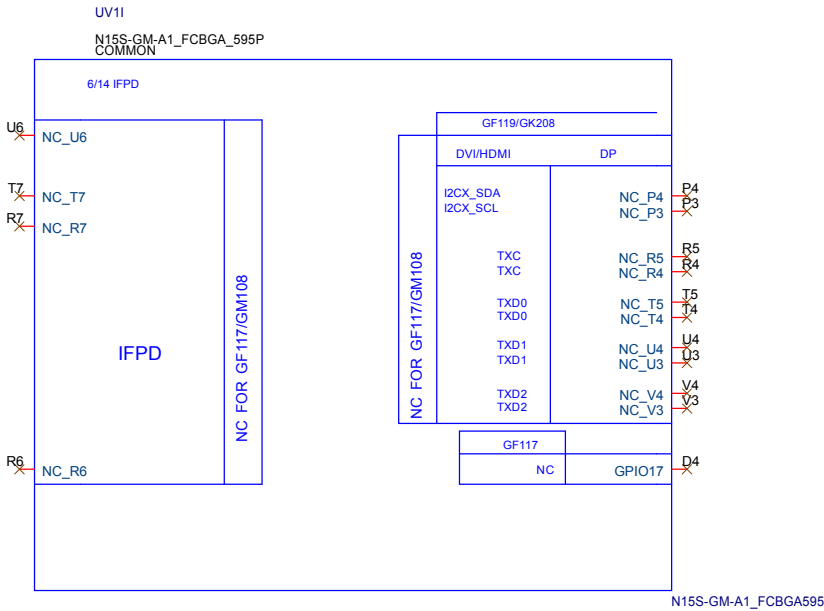 UV1I
N15S-GM-A1_FCBGA_595P
COMMON
6/14 IFPD
U6
NC_U6
T7
NC_T7
R7
NC_R7
IFPD
NC FOR GF117/GM108
R6
NC_R6
GF119/GK208
DVI/HDMI DP
NC FOR GF117/GM108
I2CX_SDA NC_P4 P4
I2CX_SCL NC_P3 P3
TXC NC_R5 R5
TXC NC_R4 R4
TXD0 NC_T5 T5
TXD0 NC_T4 T4
TXD1 NC_U4 U4
TXD1 NC_U3 U3
TXD2 NC_V4 V4
TXD2 NC_V3 V3
GF117
NC GPIO17 D4
N15S-GM-A1_FCBGA595